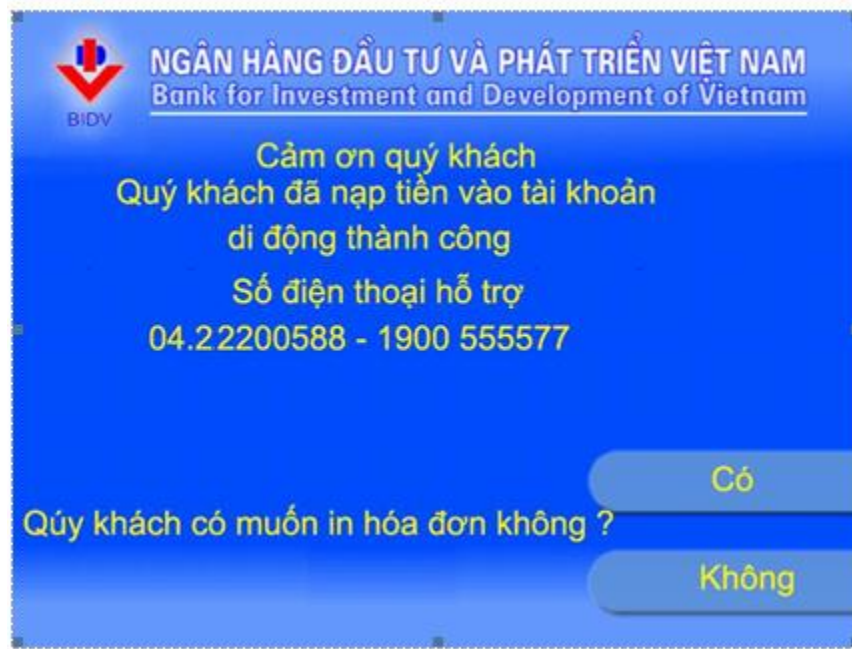 BIDV
NGÂN HÀNG ĐẦU TƯ VÀ PHÁT TRIỂN VIỆT NAM
Bank for Investment and Development of Vietnam
Cảm ơn quý khách
Quý khách đã nạp tiền vào tài khoản
di động thành công
Số điện thoại hỗ trợ
04.22200588 - 1900 555577
Có
Qúy khách có muốn in hóa đơn không ?
Không